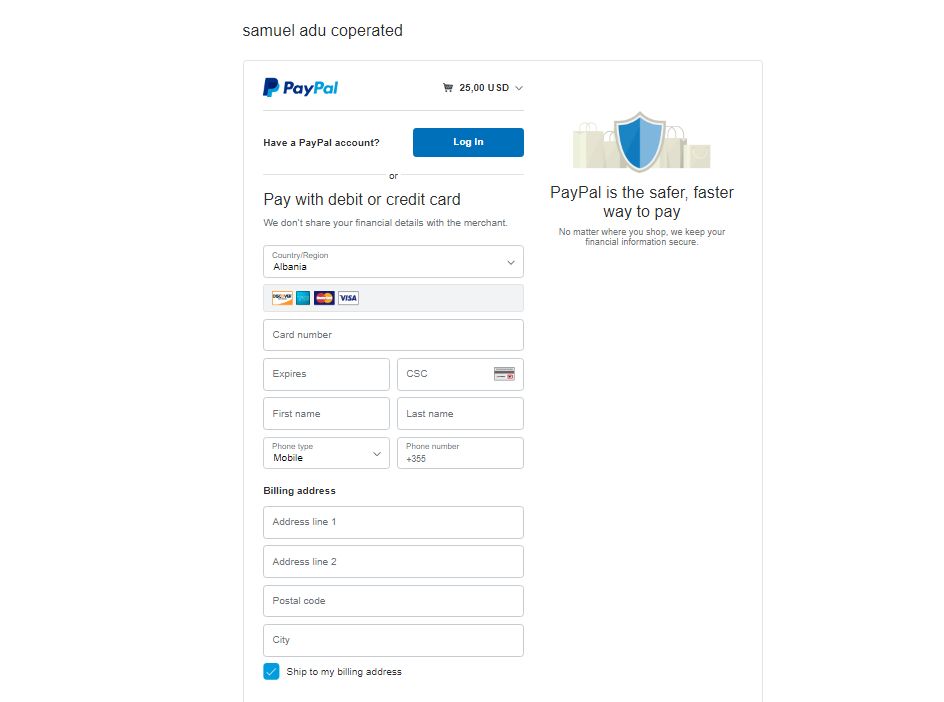 samuel adu coperated
PayPal
25,00 USD
Have a PayPal account?
Log In
or
Pay with debit or credit card
We don't share your financial details with the merchant.
Country/Region
Albania
DISCOVER
VISA
Card number
Expires
CSC
First name
Last name
Phone type
Mobile
Phone number
+355
Billing address
Address line 1
Address line 2
Postal code
City
Ship to my billing address
PayPal is the safer, faster
way to pay
No matter where you shop, we keep your
financial information secure.